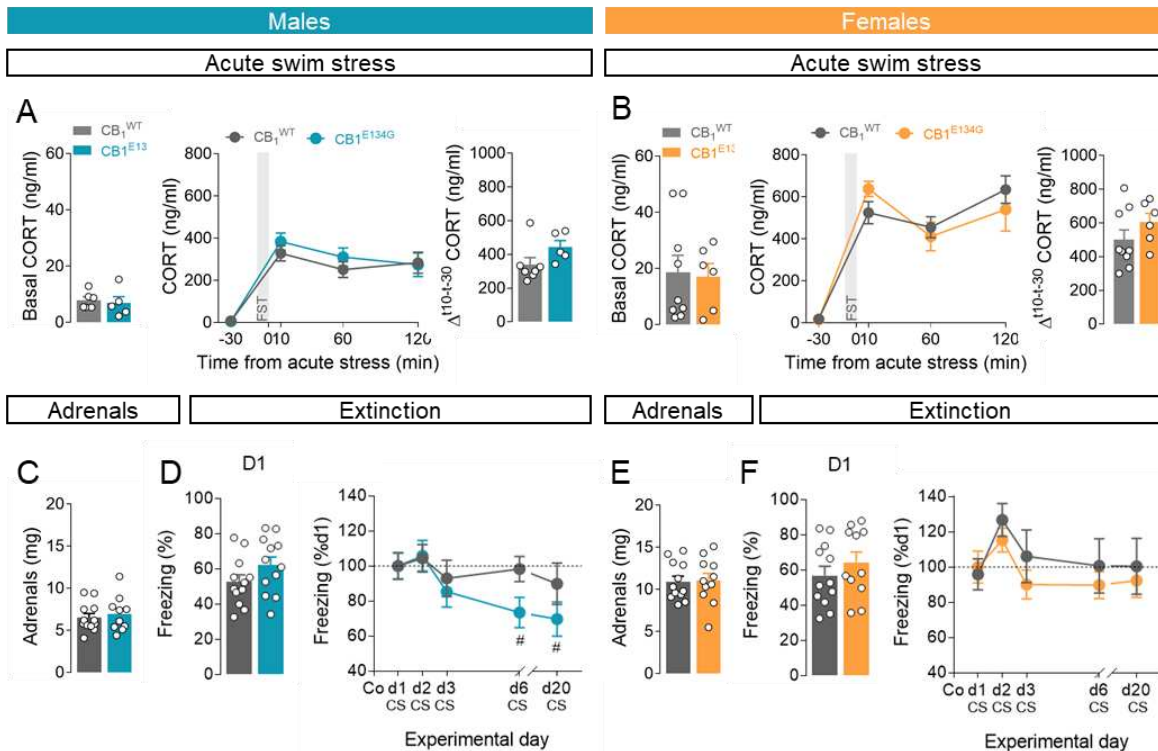 Males
Females
Acute swim stress
Acute swim stress
A
CB₁ᵂᵀ
CB1ᴱ¹³
Basal CORT (ng/ml)
60
40
20
0
CB₁ᵂᵀ
CB1ᴱ¹³⁴ᴳ
CORT (ng/ml)
800
600
400
200
0
FST
-30
010
60
120
Time from acute stress (min)
Δᵗ¹⁰⁻ᵗ⁻³⁰ CORT (ng/ml)
1000
800
600
400
200
0
B
CB₁ᵂᵀ
CB1ᴱ¹³
Basal CORT (ng/ml)
60
40
20
0
CB₁ᵂᵀ
CB1ᴱ¹³⁴ᴳ
CORT (ng/ml)
800
600
400
200
0
FST
-30
010
60
120
Time from acute stress (min)
Δᵗ¹⁰⁻ᵗ⁻³⁰ CORT (ng/ml)
1000
800
600
400
200
0
Adrenals
Extinction
Adrenals
Extinction
C
Adrenals (mg)
20
15
10
5
0
D
D1
Freezing (%)
100
80
60
40
20
0
Freezing (%d1)
140
120
100
80
60
40
#
#
Co d1 d2 d3 d6 d20
CS CS CS CS CS
Experimental day
E
Adrenals (mg)
20
15
10
5
0
F
D1
Freezing (%)
100
80
60
40
20
0
Freezing (%d1)
140
120
100
80
60
40
Co d1 d2 d3 d6 d20
CS CS CS CS CS
Experimental day